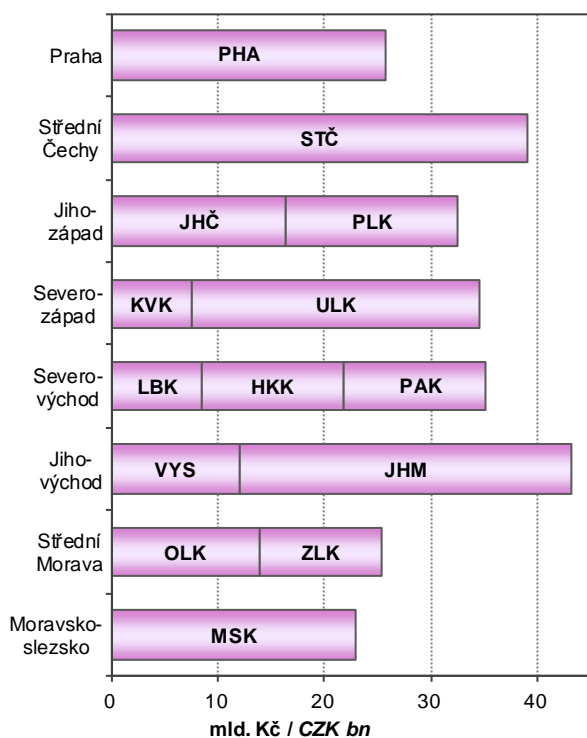 Praha
PHA
Střední
Čechy
STČ
Jiho-
západ
JHČ
PLK
Severo-
západ
KVK
ULK
Severo-
východ
LBK
HKK
PAK
Jiho-
východ
VYS
JHM
Střední
Morava
OLK
ZLK
Moravsko-
slezsko
MSK
0 10 20 30 40
mld. Kč / CZK bn